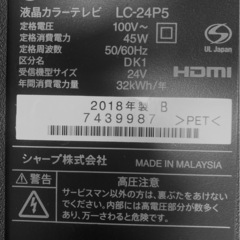 液晶カラーテレビ LC-24P5
定格電圧 100V~
定格消費電力 45W
定格周波数 50/60Hz
区分名 DK1
受信機型サイズ 24V
年間消費電力量 32kWh/年
UL Japan
HDMI
2018年製 B
7439987 >PET<
シャープ株式会社 MADE IN MALAYSIA
警告 高圧注意
サービスマン以外の方は、裏ぶたをあけないでください。
内部には高電圧部分が数多くあり、万一さわると危険です。